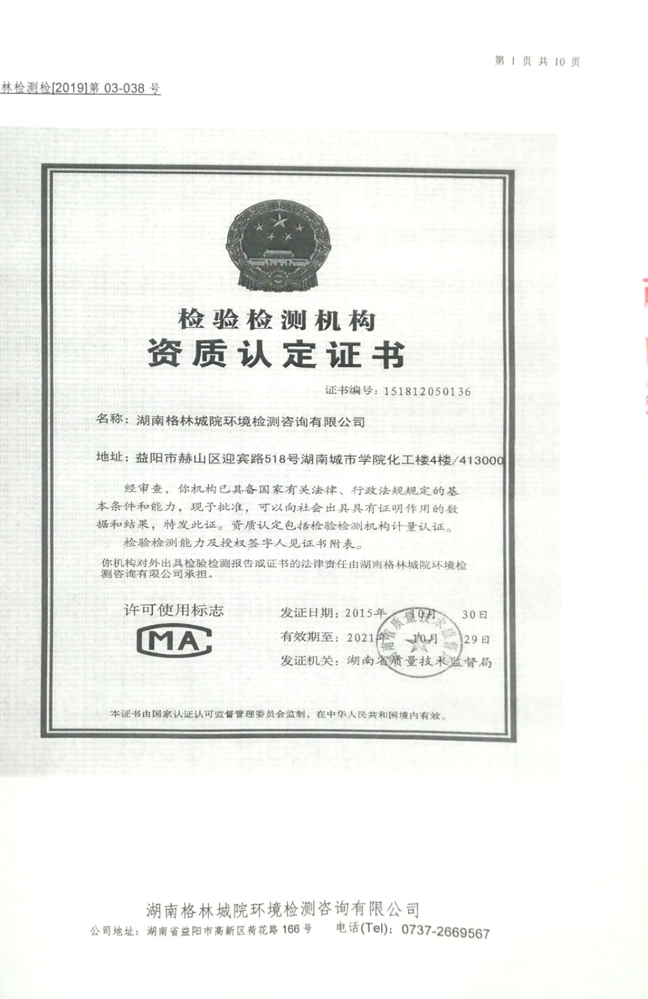 第 1 页 共 10 页
林检测检[2019]第 03-038 号
检验检测机构
资质认定证书
证书编号：151812050136
名称：湖南格林城院环境检测咨询有限公司
地址：益阳市赫山区迎宾路518号湖南城市学院化工楼4楼/413000
经审查，你机构已具备国家有关法律、行政法规规定的基
本条件和能力，现予批准，可以向社会出具具有证明作用的数
据和结果，特发此证。资质认定包括检验检测机构计量认证。
检验检测能力及授权签字人见证书附表。
你机构对外出具检验检测报告或证书的法律责任由湖南格林城院环境检
测咨询有限公司承担。
许可使用标志
MA
发证日期：2015年 10月 30日
有效期至：2021年 10月 29日
发证机关：湖南省质量技术监督局
本证书由国家认证认可监督管理委员会监制，在中华人民共和国境内有效。
湖南格林城院环境检测咨询有限公司
公司地址：湖南省益阳市高新区荷花路 166 号 电话(Tel)：0737-2669567